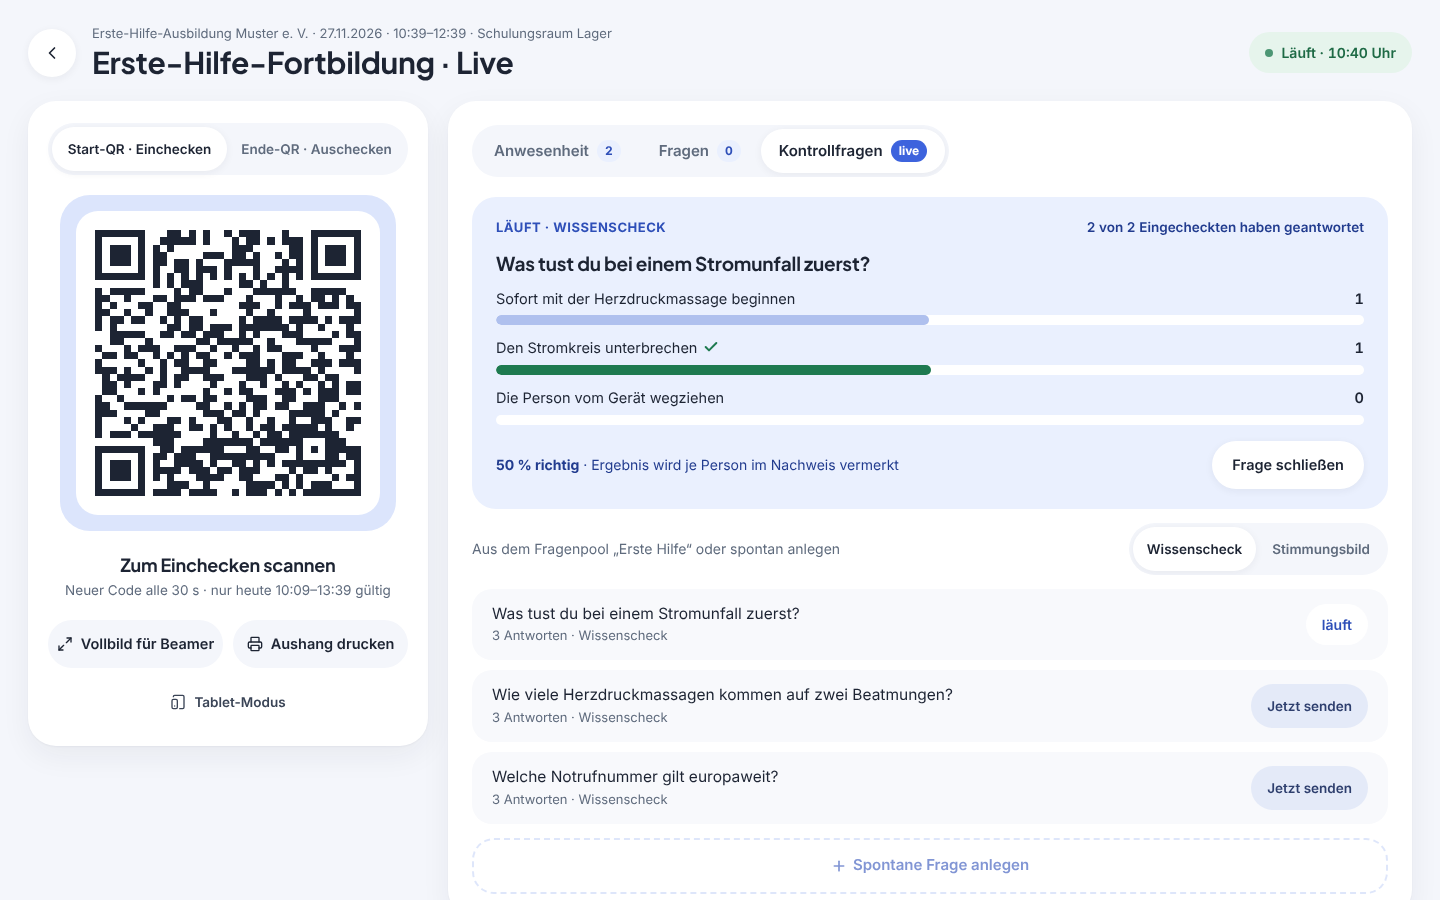 Erste-Hilfe-Ausbildung Muster e. V. · 27.11.2026 · 10:39–12:39 · Schulungsraum Lager
Erste-Hilfe-Fortbildung · Live
Läuft · 10:40 Uhr
Start-QR · Einchecken
Ende-QR · Auschecken
Zum Einchecken scannen
Neuer Code alle 30 s · nur heute 10:09–13:39 gültig
Vollbild für Beamer
Aushang drucken
Tablet-Modus
Anwesenheit 2
Fragen 0
Kontrollfragen live
LÄUFT · WISSENSCHECK
2 von 2 Eingecheckten haben geantwortet
Was tust du bei einem Stromunfall zuerst?
Sofort mit der Herzdruckmassage beginnen 1
Den Stromkreis unterbrechen 1
Die Person vom Gerät wegziehen 0
50 % richtig · Ergebnis wird je Person im Nachweis vermerkt
Frage schließen
Aus dem Fragenpool „Erste Hilfe“ oder spontan anlegen
Wissenscheck
Stimmungsbild
Was tust du bei einem Stromunfall zuerst?
3 Antworten · Wissenscheck
läuft
Wie viele Herzdruckmassagen kommen auf zwei Beatmungen?
3 Antworten · Wissenscheck
Jetzt senden
Welche Notrufnummer gilt europaweit?
3 Antworten · Wissenscheck
Jetzt senden
+ Spontane Frage anlegen